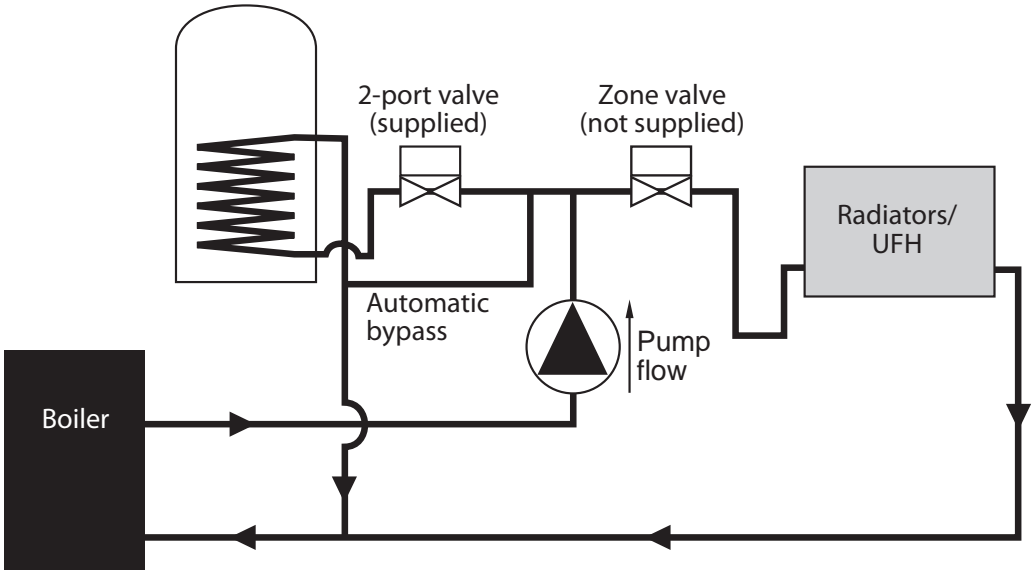 2-port valve
(supplied)
Zone valve
(not supplied)
Radiators/
UFH
Automatic
bypass
Pump
flow
Boiler